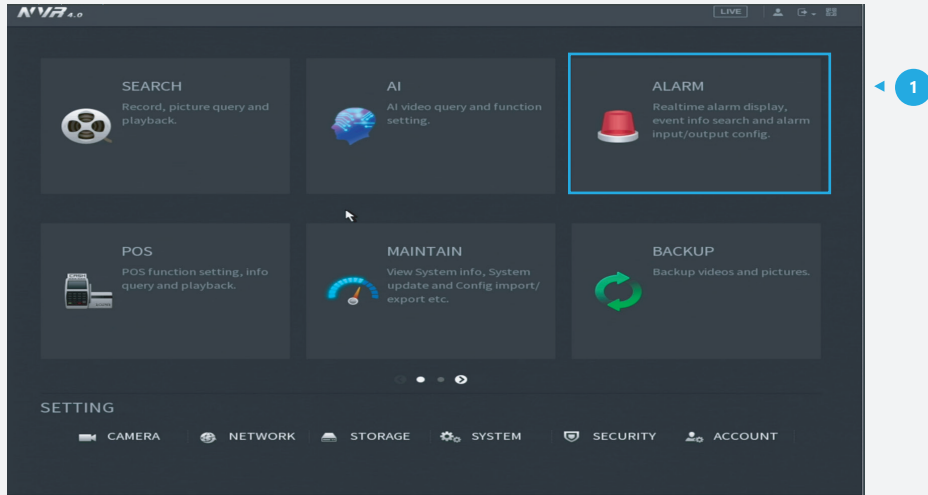 NVR 4.0
LIVE
SEARCH
Record, picture query and
playback.
AI
AI video query and function
setting.
ALARM
Realtime alarm display,
event info search and alarm
input/output config.
1
POS
POS function setting, info
query and playback.
MAINTAIN
View System info, System
update and Config import/
export etc.
BACKUP
Backup videos and pictures.
SETTING
CAMERA
NETWORK
STORAGE
SYSTEM
SECURITY
ACCOUNT